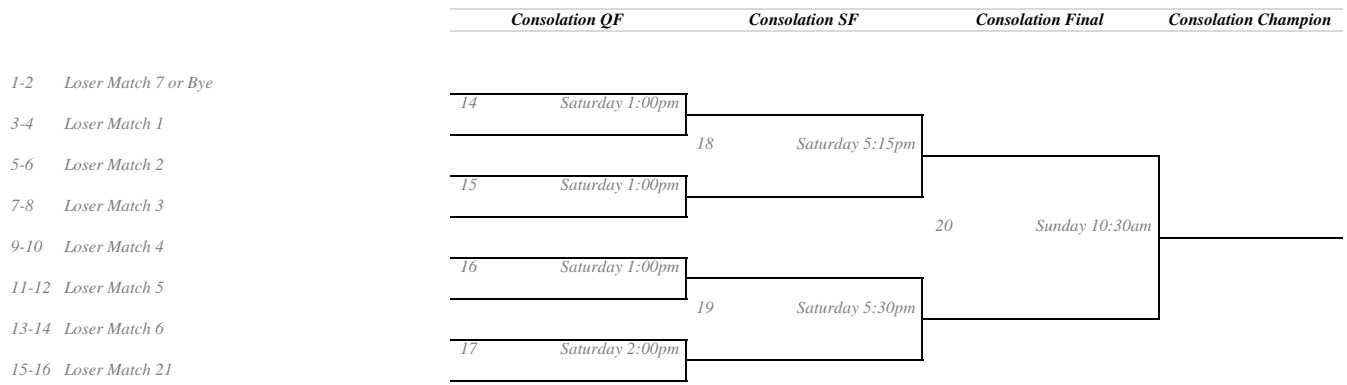 Consolation QF Consolation SF Consolation Final Consolation Champion
1-2 Loser Match 7 or Bye
14 Saturday 1:00pm
3-4 Loser Match 1
18 Saturday 5:15pm
5-6 Loser Match 2
15 Saturday 1:00pm
7-8 Loser Match 3
20 Sunday 10:30am
9-10 Loser Match 4
16 Saturday 1:00pm
11-12 Loser Match 5
19 Saturday 5:30pm
13-14 Loser Match 6
17 Saturday 2:00pm
15-16 Loser Match 21